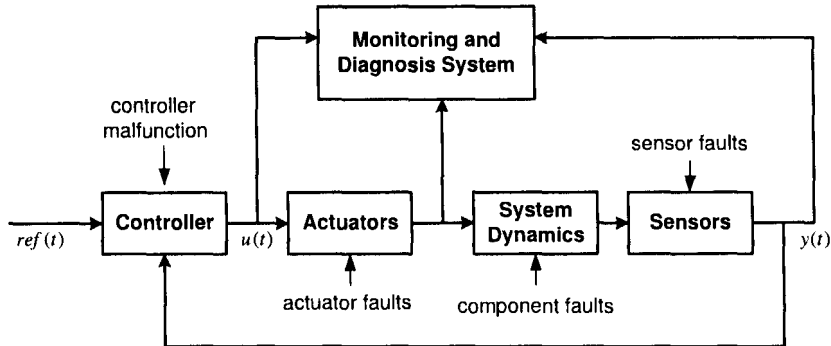 Monitoring and
Diagnosis System
controller
malfunction
sensor faults
Controller
Actuators
System
Dynamics
Sensors
ref(t)
u(t)
y(t)
actuator faults
component faults